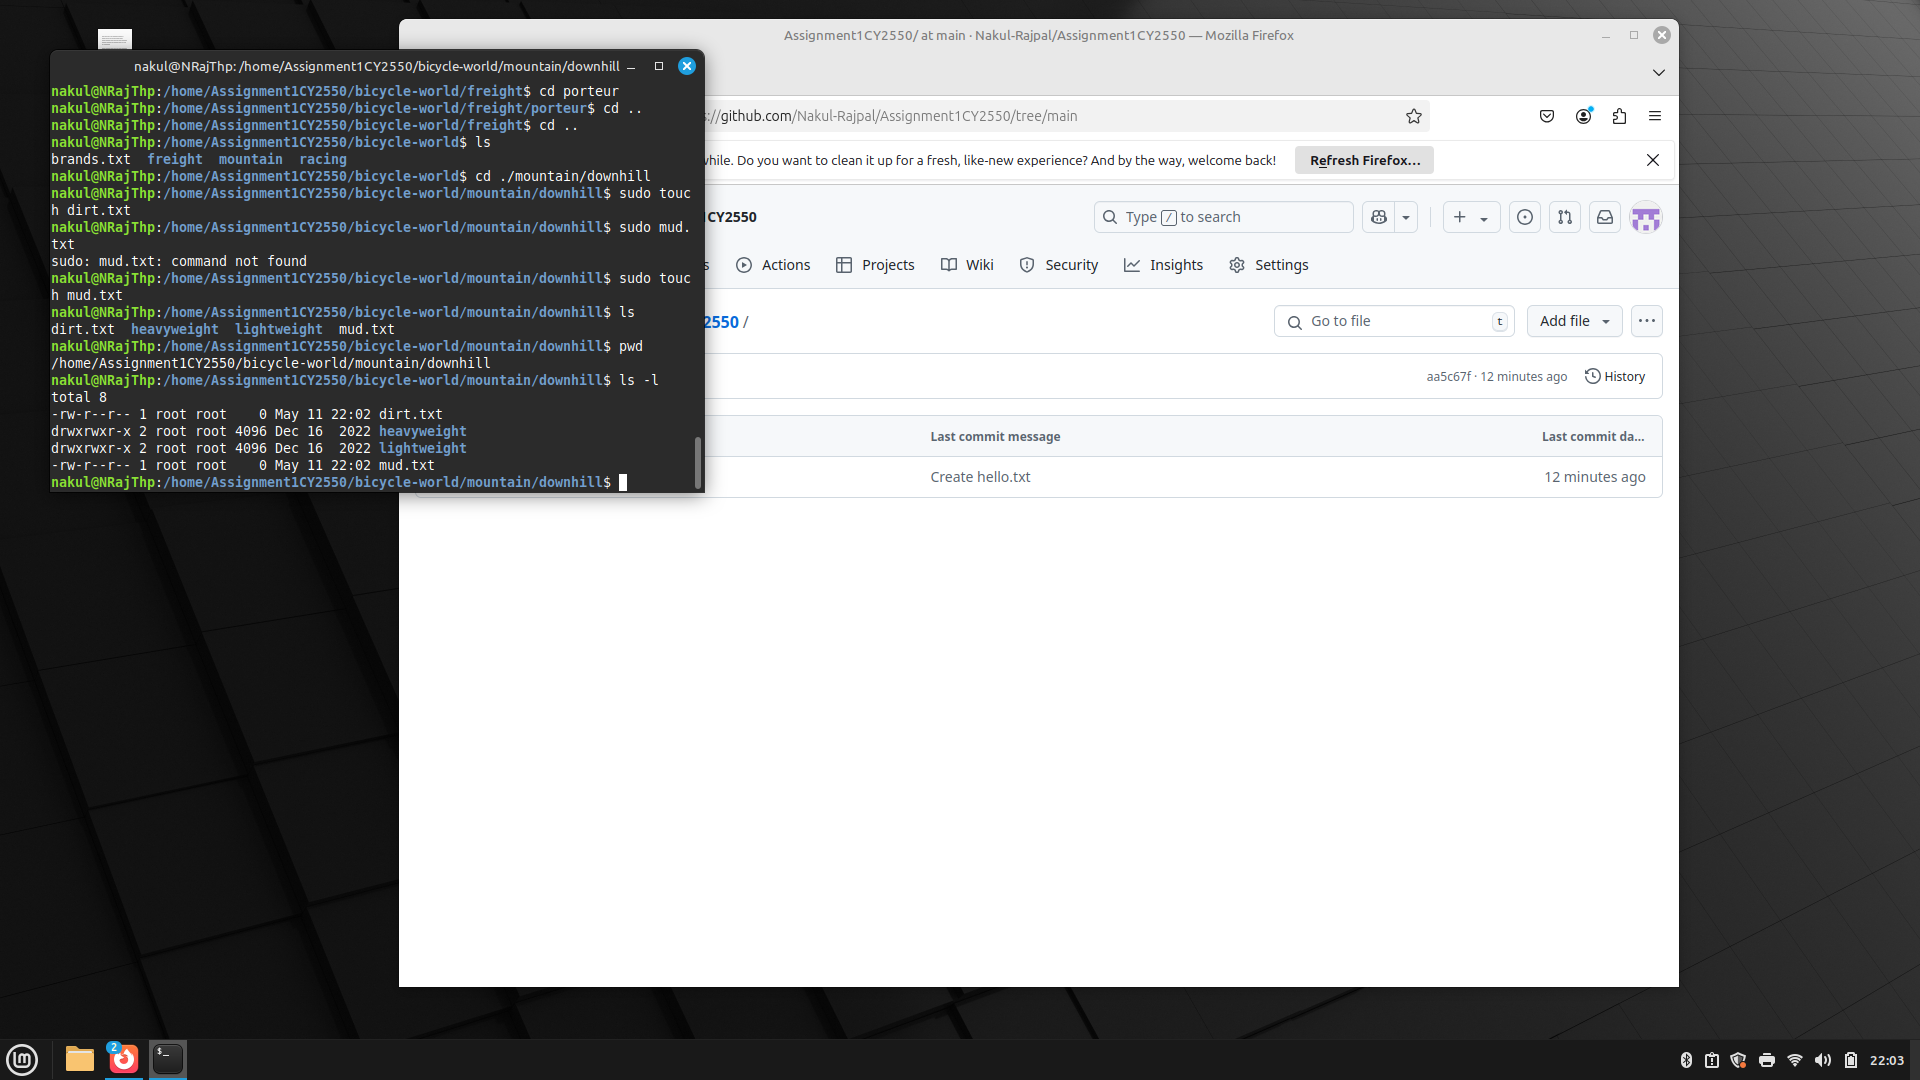 Assignment1CY2550/ at main · Nakul-Rajpal/Assignment1CY2550 — Mozilla Firefox
nakul@NRajThp: /home/Assignment1CY2550/bicycle-world/mountain/downhill
nakul@NRajThp:/home/Assignment1CY2550/bicycle-world/freight$ cd porteur
nakul@NRajThp:/home/Assignment1CY2550/bicycle-world/freight/porteur$ cd ..
nakul@NRajThp:/home/Assignment1CY2550/bicycle-world/freight$ cd ..
nakul@NRajThp:/home/Assignment1CY2550/bicycle-world$ ls
brands.txt  freight  mountain  racing
nakul@NRajThp:/home/Assignment1CY2550/bicycle-world$ cd ./mountain/downhill
nakul@NRajThp:/home/Assignment1CY2550/bicycle-world/mountain/downhill$ sudo touc
h dirt.txt
nakul@NRajThp:/home/Assignment1CY2550/bicycle-world/mountain/downhill$ sudo mud.
txt
sudo: mud.txt: command not found
nakul@NRajThp:/home/Assignment1CY2550/bicycle-world/mountain/downhill$ sudo touc
h mud.txt
nakul@NRajThp:/home/Assignment1CY2550/bicycle-world/mountain/downhill$ ls
dirt.txt  heavyweight  lightweight  mud.txt
nakul@NRajThp:/home/Assignment1CY2550/bicycle-world/mountain/downhill$ pwd
/home/Assignment1CY2550/bicycle-world/mountain/downhill
nakul@NRajThp:/home/Assignment1CY2550/bicycle-world/mountain/downhill$ ls -l
total 8
-rw-r--r-- 1 root root    0 May 11 22:02 dirt.txt
drwxrwxr-x 2 root root 4096 Dec 16  2022 heavyweight
drwxrwxr-x 2 root root 4096 Dec 16  2022 lightweight
-rw-r--r-- 1 root root    0 May 11 22:02 mud.txt
nakul@NRajThp:/home/Assignment1CY2550/bicycle-world/mountain/downhill$
s://github.com/Nakul-Rajpal/Assignment1CY2550/tree/main
while. Do you want to clean it up for a fresh, like-new experience? And by the way, welcome back! Refresh Firefox...
1CY2550 Type / to search
s Actions Projects Wiki Security Insights Settings
2550 / Go to file t Add file
aa5c67f · 12 minutes ago History
Last commit message Last commit da...
Create hello.txt 12 minutes ago
2 $_ 22:03